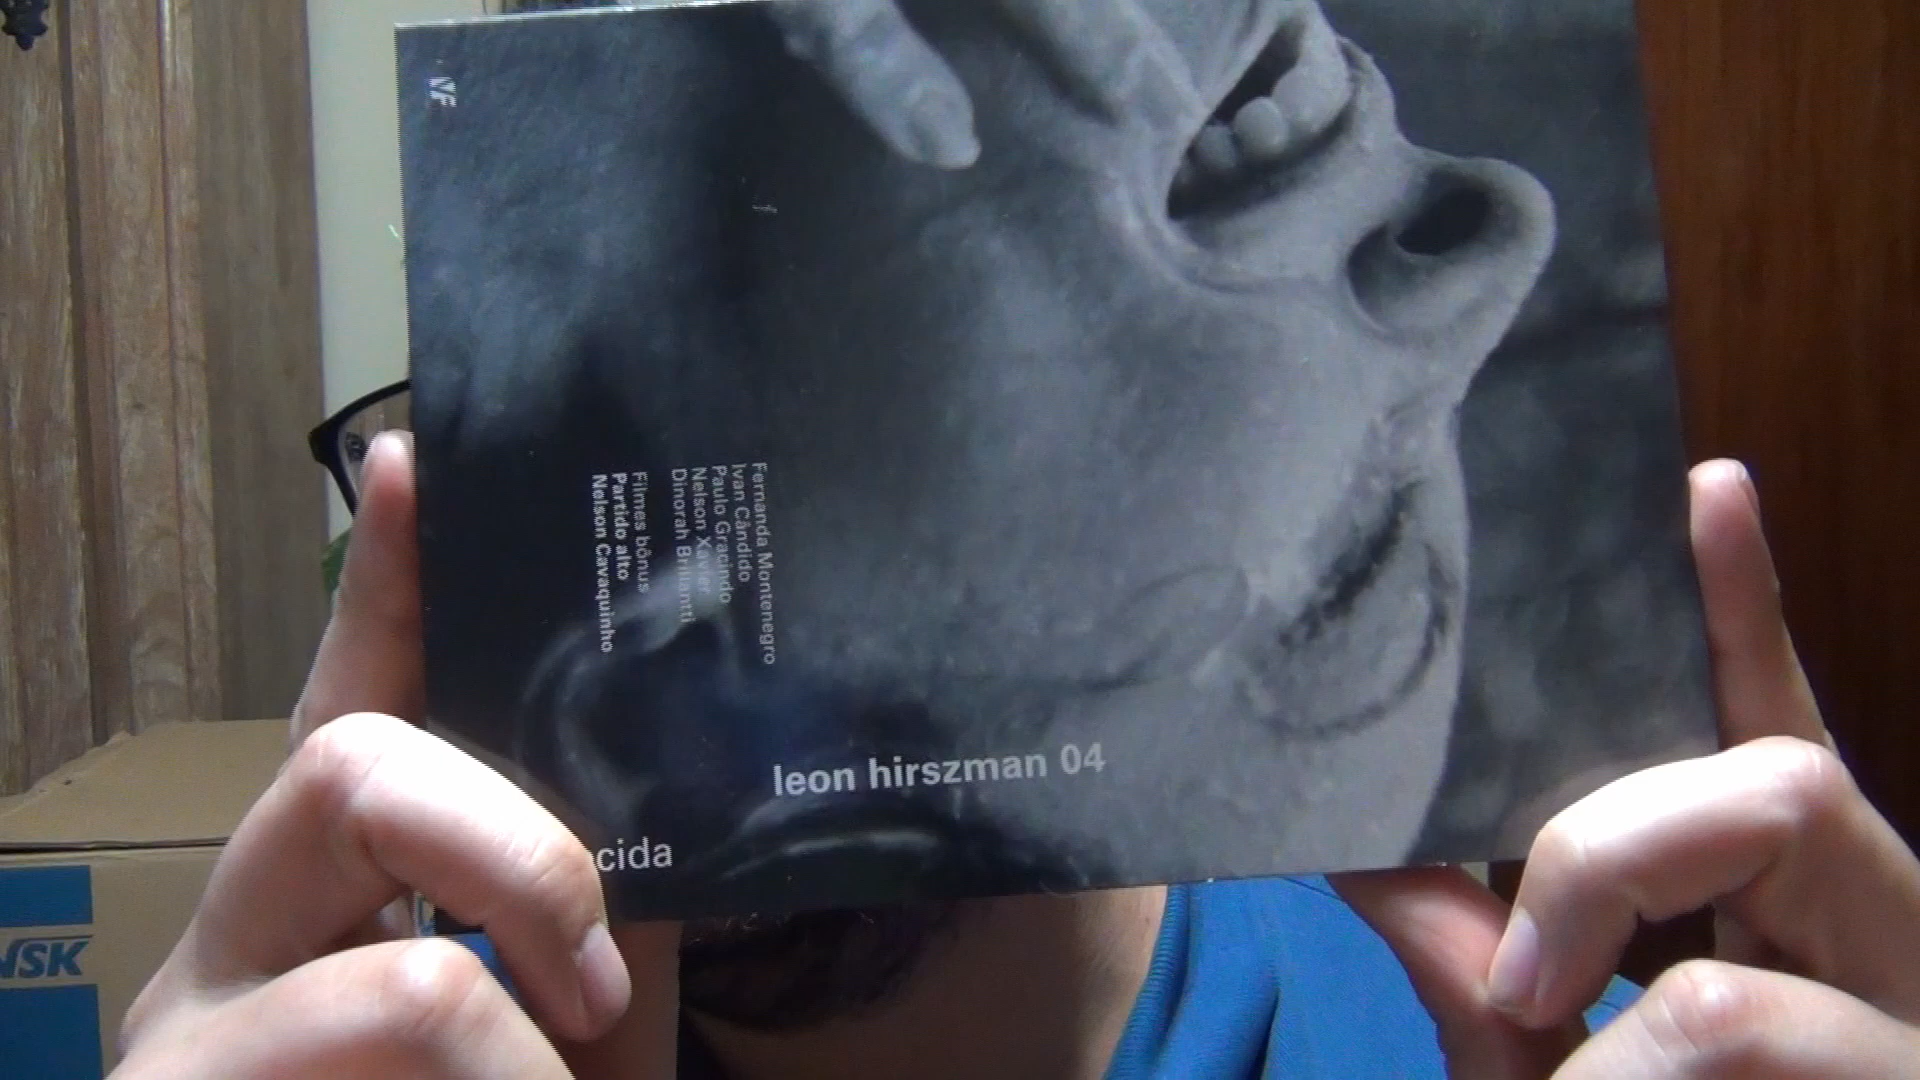 VF
Fernanda Montenegro
Ivan Cândido
Paulo Gracindo
Nelson Xavier
Dinorah Brillantti
Filmes bônus
Partido alto
Nelson Cavaquinho
leon hirszman 04
cida
NSK